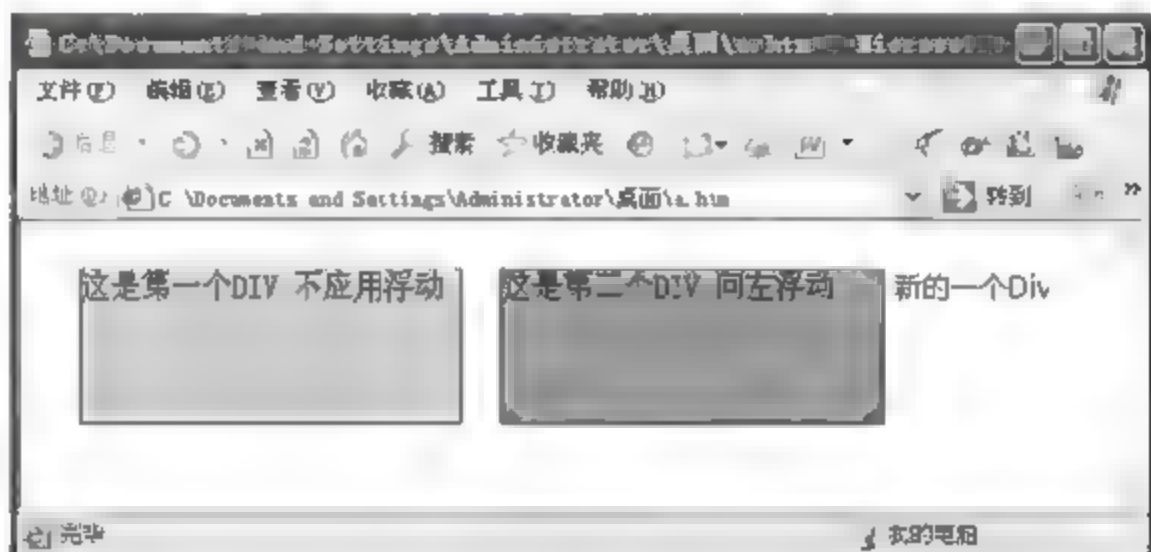 文件(F) 编辑(E) 查看(V) 收藏(A) 工具(T) 帮助(H)
搜索 收藏夹
地址(D) C:\Documents and Settings\Administrator\桌面\a.htm 转到
这是第一个DIV 不应用浮动 这是第二个DIV 向左浮动 新的一个Div
完毕 我的电脑